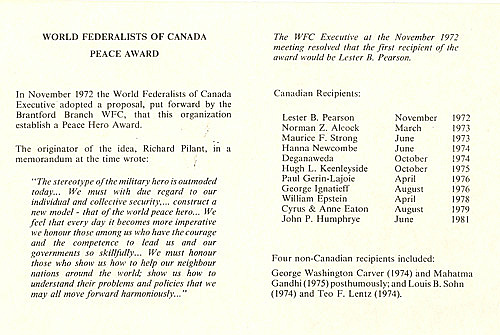 WORLD FEDERALISTS OF CANADA
PEACE AWARD
In November 1972 the World Federalists of Canada
Executive adopted a proposal, put forward by the
Brantford Branch WFC, that this organization
establish a Peace Hero Award.
The originator of the idea, Richard Pilant, in a
memorandum at the time wrote:
"The stereotype of the military hero is outmoded
today... We must with due regard to our
individual and collective security.... construct a
new model - that of the world peace hero... We
feel that every day it becomes more imperative
we honour those among us who have the courage
and the competence to lead us and our
governments so skillfully... We must honour
those who show us how to help our neighbour
nations around the world; show us how to
understand their problems and policies that we
may all move forward harmoniously..."
The WFC Executive at the November 1972
meeting resolved that the first recipient of the
award would be Lester B. Pearson.
Canadian Recipients:
Lester B. Pearson November 1972
Norman Z. Alcock March 1973
Maurice F. Strong June 1973
Hanna Newcombe June 1974
Deganaweda October 1974
Hugh L. Keenleyside October 1975
Paul Gerin-Lajoie April 1976
George Ignatieff August 1976
William Epstein April 1978
Cyrus & Anne Eaton August 1979
John P. Humphrye June 1981
Four non-Canadian recipients included:
George Washington Carver (1974) and Mahatma
Gandhi (1975) posthumously; and Louis B. Sohn
(1974) and Teo F. Lentz (1974).